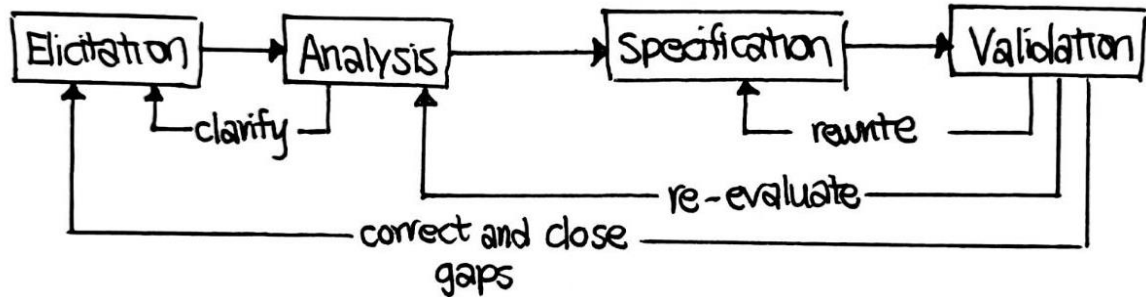 Elicitation
Analysis
Specification
Validation
clarify
rewrite
re-evaluate
correct and close
gaps